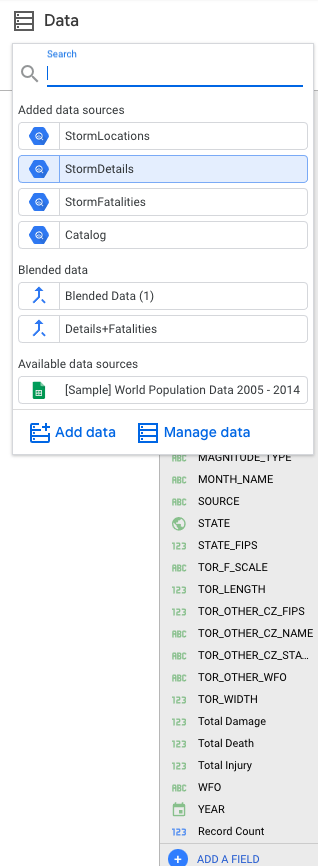 Data
Search
Added data sources
StormLocations
StormDetails
StormFatalities
Catalog
Blended data
Blended Data (1)
Details+Fatalities
Available data sources
[Sample] World Population Data 2005 - 2014
Add data
Manage data
ABC MAGNITUDE_TYPE
ABC MONTH_NAME
ABC SOURCE
STATE
123 STATE_FIPS
ABC TOR_F_SCALE
123 TOR_LENGTH
123 TOR_OTHER_CZ_FIPS
ABC TOR_OTHER_CZ_NAME
ABC TOR_OTHER_CZ_STA...
ABC TOR_OTHER_WFO
123 TOR_WIDTH
123 Total Damage
123 Total Death
123 Total Injury
ABC WFO
YEAR
123 Record Count
ADD A FIELD